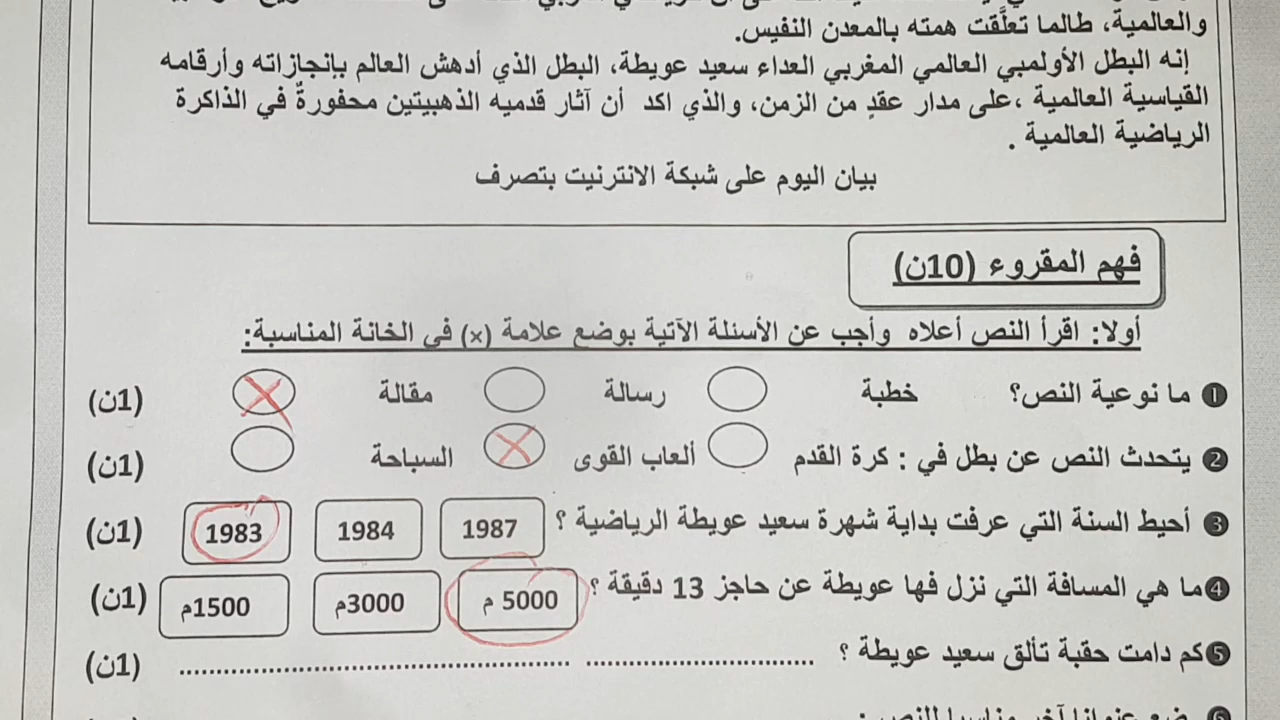 والعالمية، طالما تعلَّقت همته بالمعدن النفيس.
إنه البطل الأولمبي العالمي المغربي العداء سعيد عويطة، البطل الذي أدهش العالم بإنجازاته وأرقامه
القياسية العالمية ،على مدار عقدٍ من الزمن، والذي اكد أن آثار قدميه الذهبيتين محفورةٌ في الذاكرة
الرياضية العالمية .
بيان اليوم على شبكة الانترنيت بتصرف
فهم المقروء (10ن)
أولا: اقرأ النص أعلاه وأجب عن الأسئلة الآتية بوضع علامة (×) في الخانة المناسبة:
❶ ما نوعية النص؟ خطبة رسالة مقالة (1ن)
❷ يتحدث النص عن بطل في : كرة القدم ألعاب القوى السباحة (1ن)
❸ أحيط السنة التي عرفت بداية شهرة سعيد عويطة الرياضية ؟ 1987 1984 1983 (1ن)
❹ما هي المسافة التي نزل فها عويطة عن حاجز 13 دقيقة ؟ 5000 م 3000م 1500م (1ن)
❺كم دامت حقبة تألق سعيد عويطة ؟ ............................... ..................................................... (1ن)
❻ ضع عنوانا آخر مناسبا للنص :